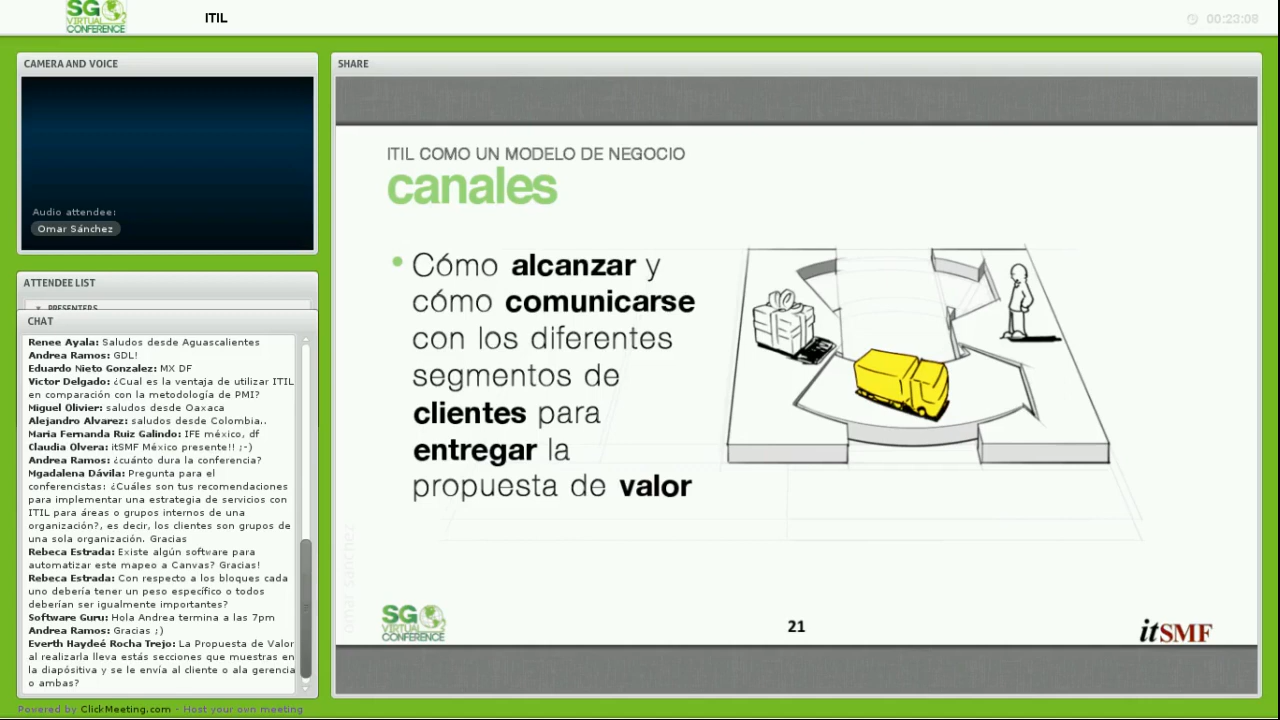 SG
VIRTUAL
CONFERENCE
ITIL
00:23:08
CAMERA AND VOICE
Audio attendee:
Omar Sánchez
ATTENDEE LIST
PRESENTERS
CHAT
Renee Ayala: Saludos desde Aguascalientes
Andrea Ramos: GDL!
Eduardo Nieto Gonzalez: MX DF
Victor Delgado: ¿Cual es la ventaja de utilizar ITIL
en comparación con la metodología de PMI?
Miguel Olivier: saludos desde Oaxaca
Alejandro Alvarez: saludos desde Colombia..
María Fernanda Ruiz Galindo: IFE méxico, df
Claudia Olvera: itSMF México presente!! ;-)
Andrea Ramos: ¿cuánto dura la conferencia?
Mgadalena Dávila: Pregunta para el
conferencistas: ¿Cuáles son tus recomendaciones
para implementar una estrategia de servicios con
ITIL para áreas o grupos internos de una
organización?, es decir, los clientes son grupos de
una sola organización. Gracias
Rebeca Estrada: Existe algún software para
automatizar este mapeo a Canvas? Gracias!
Rebeca Estrada: Con respecto a los bloques cada
uno debería tener un peso específico o todos
deberían ser igualmente importantes?
Software Guru: Hola Andrea termina a las 7pm
Andrea Ramos: Gracias ;)
Everth Haydeé Rocha Trejo: La Propuesta de Valor
al realizarla lleva estás secciones que muestras en
la diapósitiva y se le envía al cliente o ala gerencia
o ambas?
Powered by ClickMeeting.com - Host your own meeting
SHARE
ITIL COMO UN MODELO DE NEGOCIO
canales
• Cómo alcanzar y
cómo comunicarse
con los diferentes
segmentos de
clientes para
entregar la
propuesta de valor
omar sánchez
SG
VIRTUAL
CONFERENCE
21
itSMF